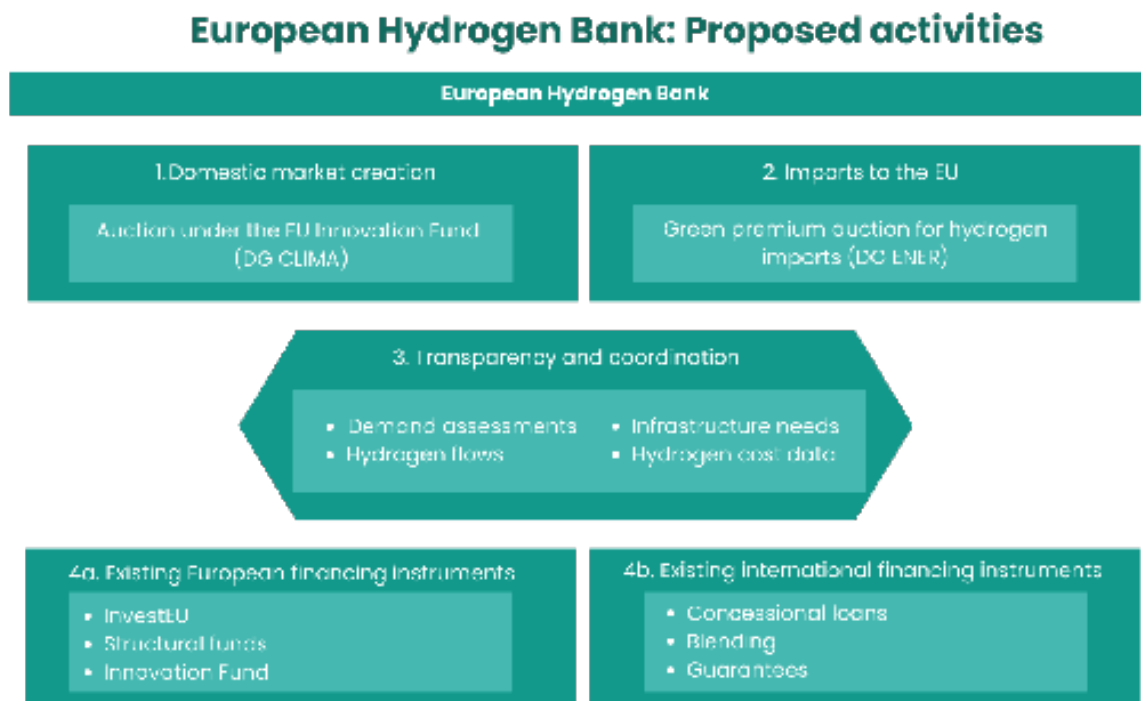 European Hydrogen Bank: Proposed activities
European Hydrogen Bank
1.Domestic market creation
Auction under the EU Innovation Fund
(DG CLIMA)
2. Imports to the EU
Green premium auction for hydrogen
imports (DG ENER)
3. Transparency and coordination
• Demand assessments
• Hydrogen flows
• Infrastructure needs
• Hydrogen cost data
4a. Existing European financing instruments
• InvestEU
• Structural funds
• Innovation Fund
4b. Existing international financing instruments
• Concessional loans
• Blending
• Guarantees